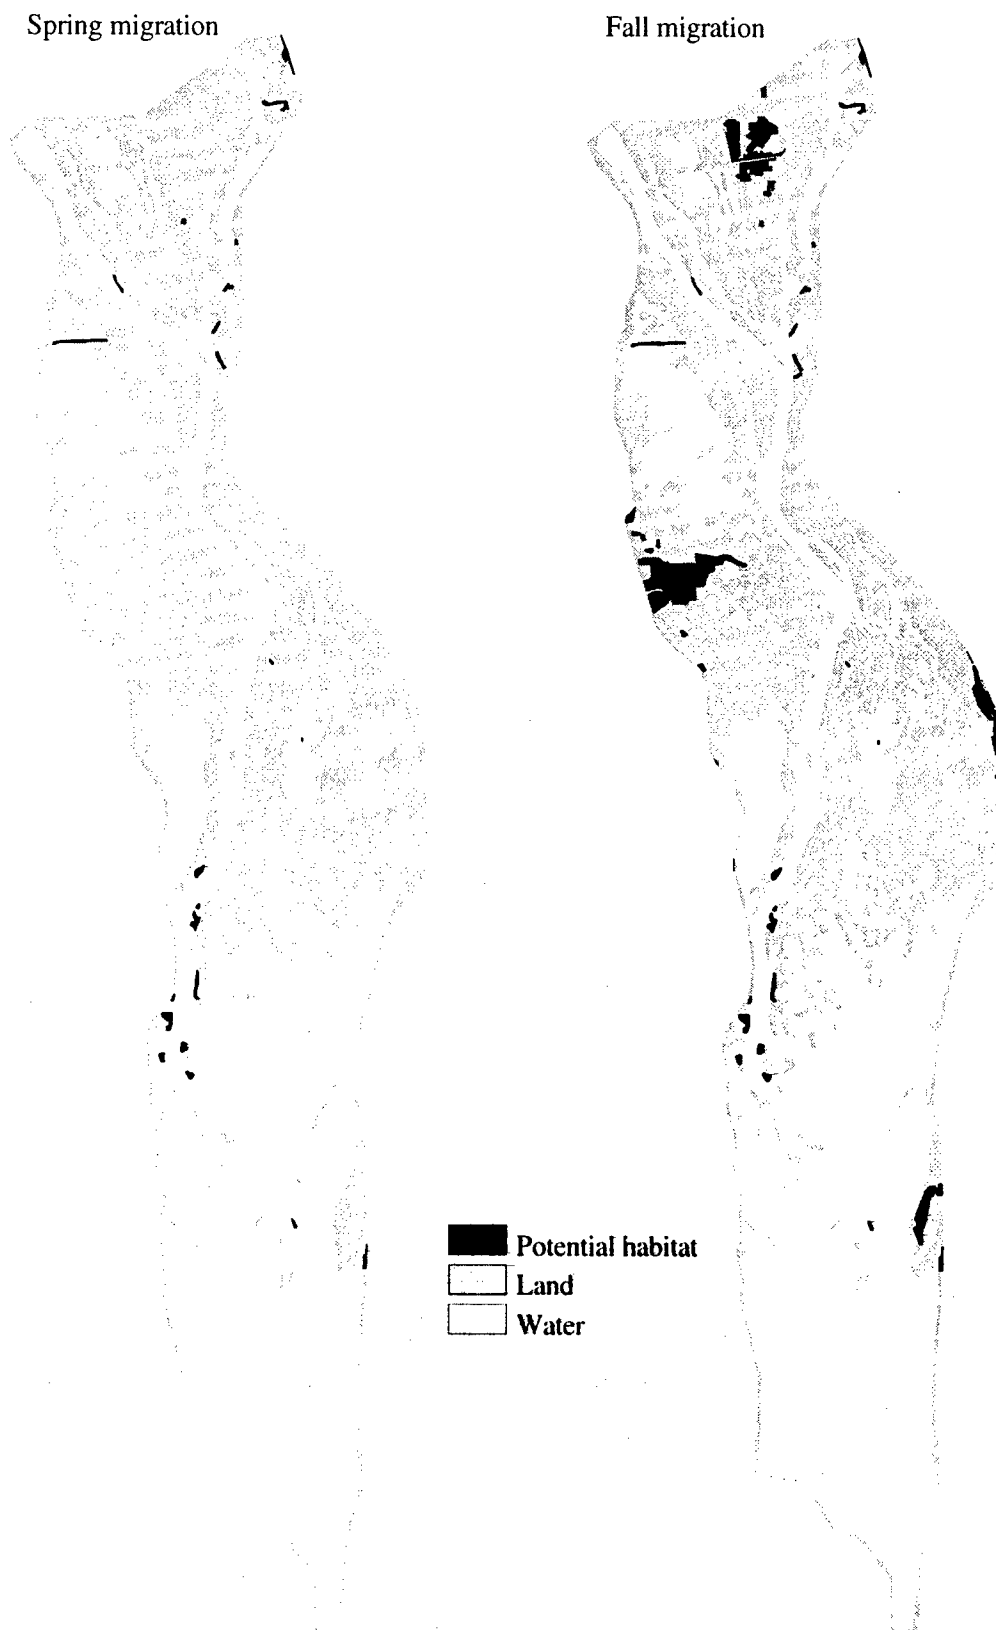 Spring migration
Fall migration
Potential habitat
Land
Water